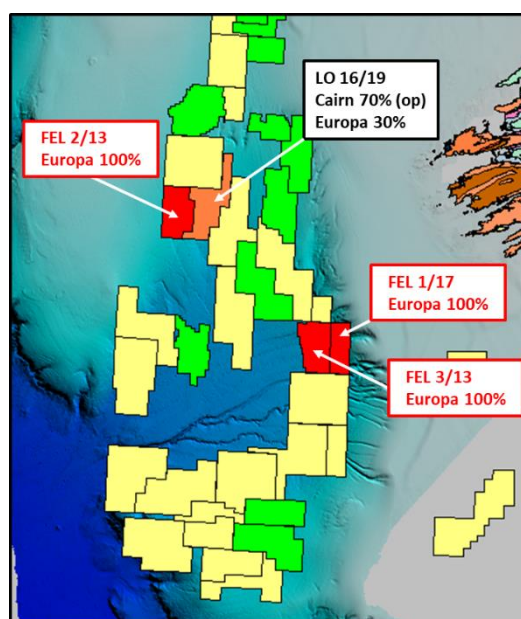 LO 16/19
Cairn 70% (op)
Europa 30%
FEL 2/13
Europa 100%
FEL 1/17
Europa 100%
FEL 3/13
Europa 100%